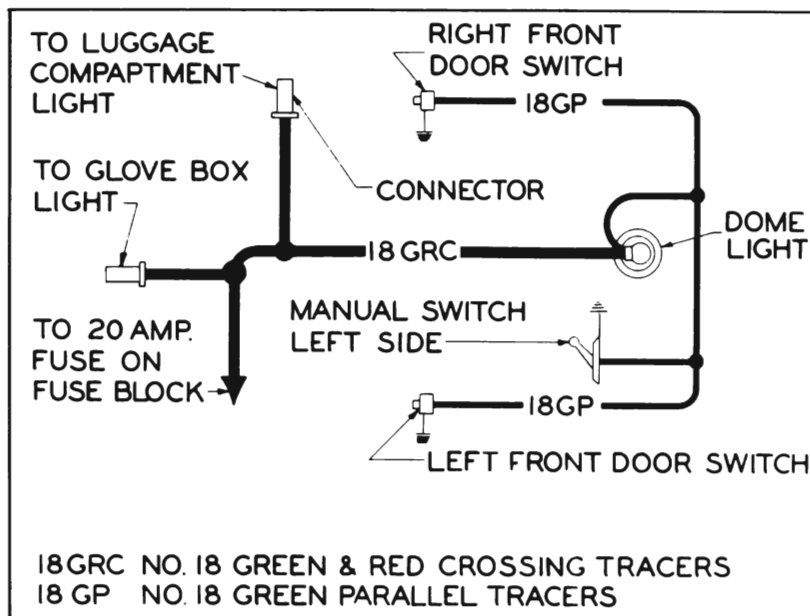 TO LUGGAGE
COMPAPTMENT
LIGHT
RIGHT FRONT
DOOR SWITCH
18GP
TO GLOVE BOX
LIGHT
CONNECTOR
18 GRC
DOME
LIGHT
MANUAL SWITCH
LEFT SIDE
TO 20 AMP.
FUSE ON
FUSE BLOCK
18GP
LEFT FRONT DOOR SWITCH
18GRC NO. 18 GREEN & RED CROSSING TRACERS
18 GP NO. 18 GREEN PARALLEL TRACERS